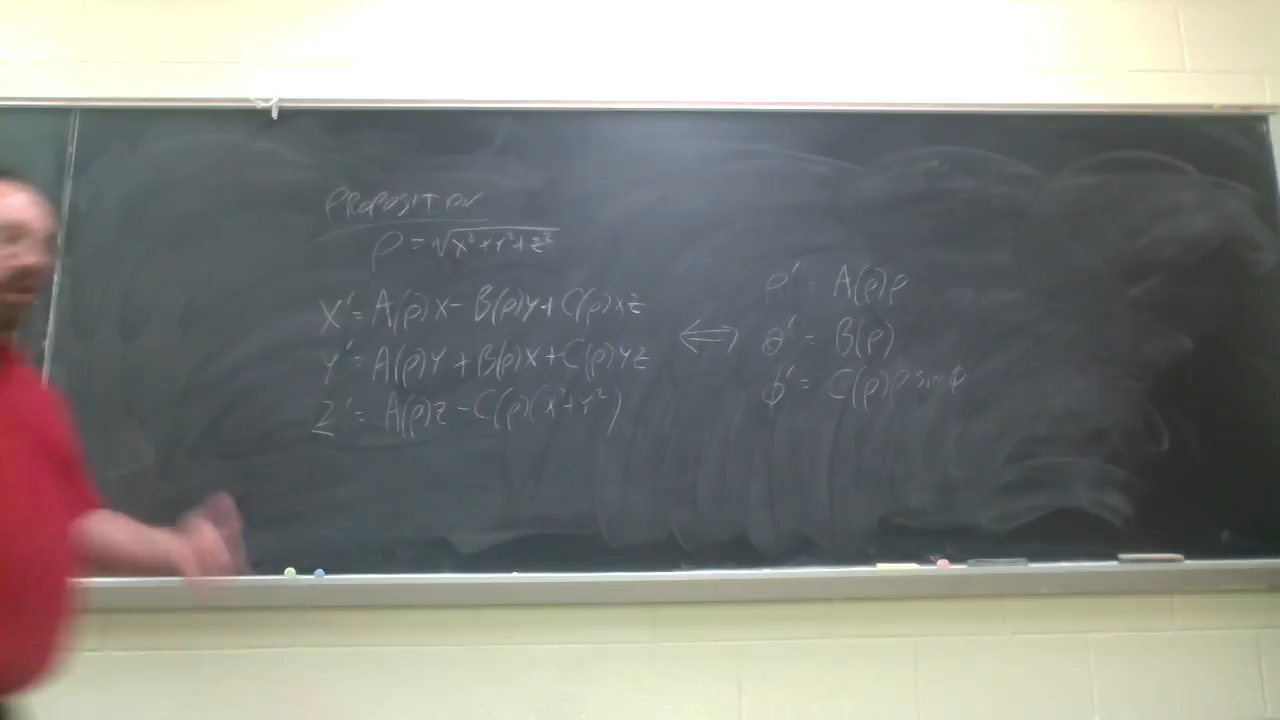 PROPOSITION
ρ = √x²+y²+z²
x' = A(ρ)x - B(ρ)y + C(ρ)xz
y' = A(ρ)y + B(ρ)x + C(ρ)yz
z' = A(ρ)z - C(ρ)(x²+y²)
⟺
ρ' = A(ρ)ρ
θ' = B(ρ)
ϕ' = C(ρ)ρ sin ϕ